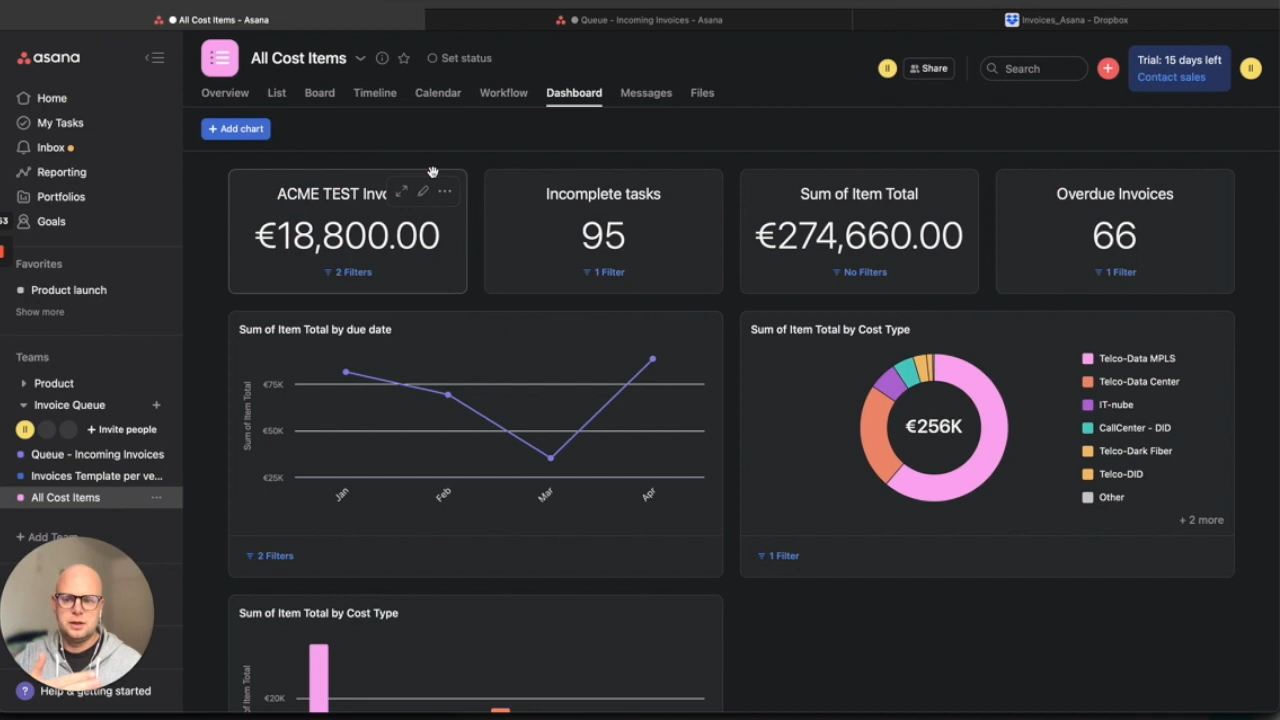 All Cost Items - Asana
Queue - Incoming Invoices - Asana
Invoices_Asana - Dropbox
asana
All Cost Items
Set status
II
Share
Search
Trial: 15 days left
Contact sales
II
Overview
List
Board
Timeline
Calendar
Workflow
Dashboard
Messages
Files
+ Add chart
Home
My Tasks
Inbox
Reporting
Portfolios
53
Goals
Favorites
Product launch
Show more
Teams
Product
Invoice Queue
II
+ Invite people
Queue - Incoming Invoices
Invoices Template per ve...
All Cost Items
+ Add Team
? Help & getting started
ACME TEST Invo
€18,800.00
2 Filters
Incomplete tasks
95
1 Filter
Sum of Item Total
€274,660.00
No Filters
Overdue Invoices
66
1 Filter
Sum of Item Total by due date
Sum of Item Total
€75K
€50K
€25K
Jan
Feb
Mar
Apr
2 Filters
Sum of Item Total by Cost Type
€256K
Telco-Data MPLS
Telco-Data Center
IT-nube
CallCenter - DID
Telco-Dark Fiber
Telco-DID
Other
+ 2 more
1 Filter
Sum of Item Total by Cost Type
of Item Total
€20K